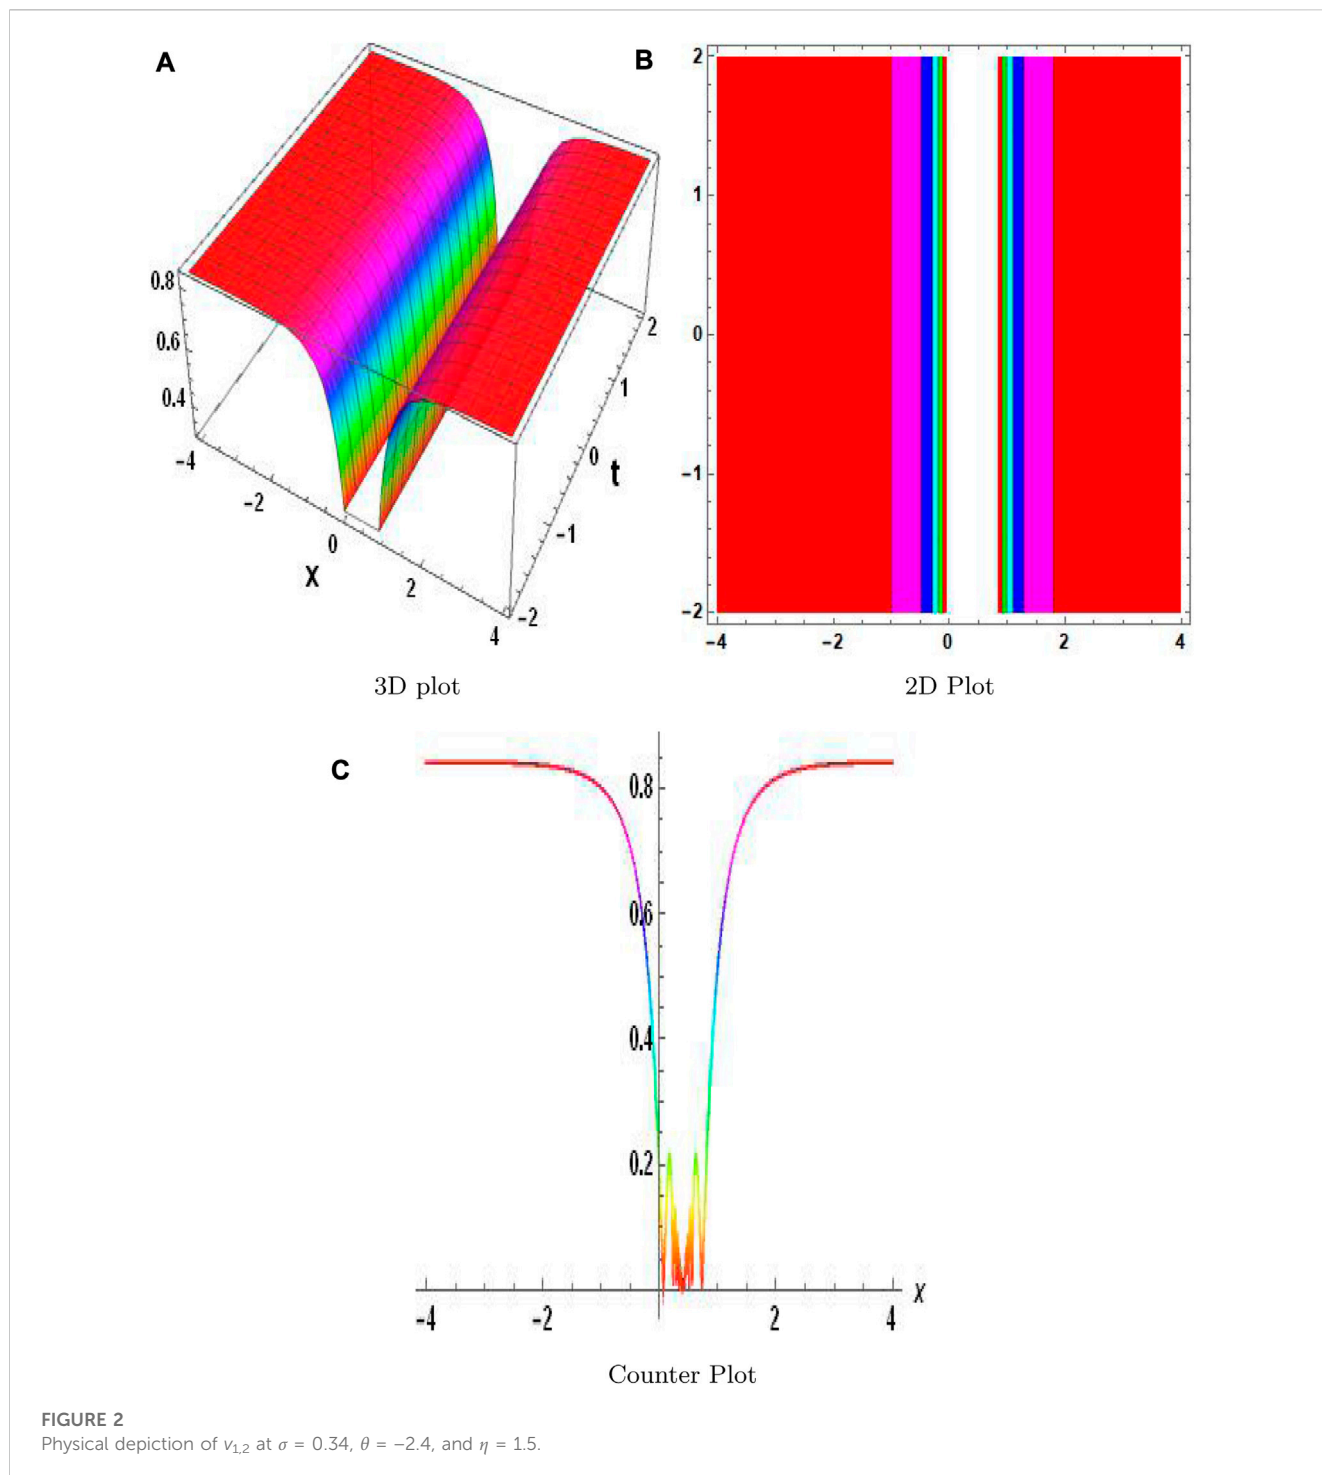 A
B
0.8
0.6
0.4
-4
-2
0
2
4
x
-2
-1
0
1
2
t
2
1
0
-1
-2
-4
-2
0
2
4
3D plot
2D Plot
C
0.8
0.6
0.4
0.2
-4
-2
2
4
x
Counter Plot
FIGURE 2
Physical depiction of v1,2 at σ = 0.34, θ = −2.4, and η = 1.5.